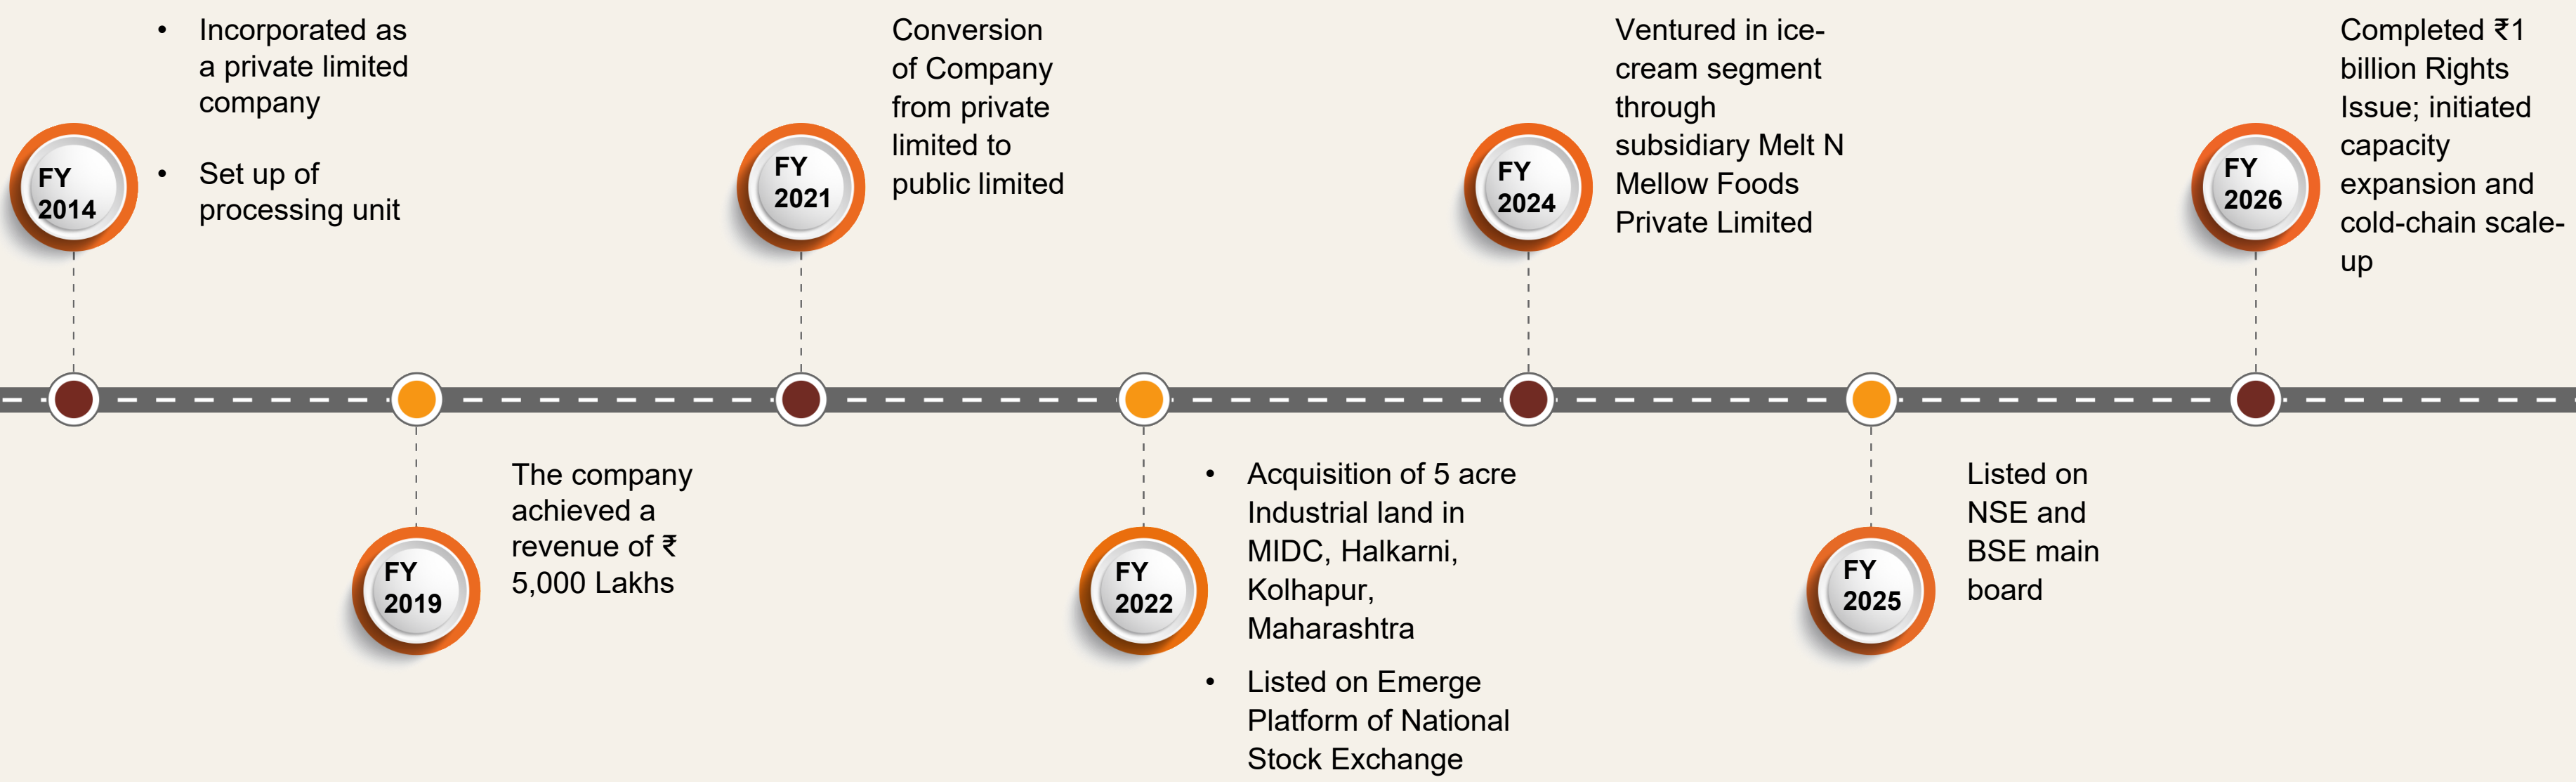 • Incorporated as
a private limited
company
• Set up of
processing unit
FY
2014
The company
achieved a
revenue of ₹
5,000 Lakhs
FY
2019
Conversion
of Company
from private
limited to
public limited
FY
2021
• Acquisition of 5 acre
Industrial land in
MIDC, Halkarni,
Kolhapur,
Maharashtra
• Listed on Emerge
Platform of National
Stock Exchange
FY
2022
Ventured in ice-
cream segment
through
subsidiary Melt N
Mellow Foods
Private Limited
FY
2024
Listed on
NSE and
BSE main
board
FY
2025
Completed ₹1
billion Rights
Issue; initiated
capacity
expansion and
cold-chain scale-
up
FY
2026